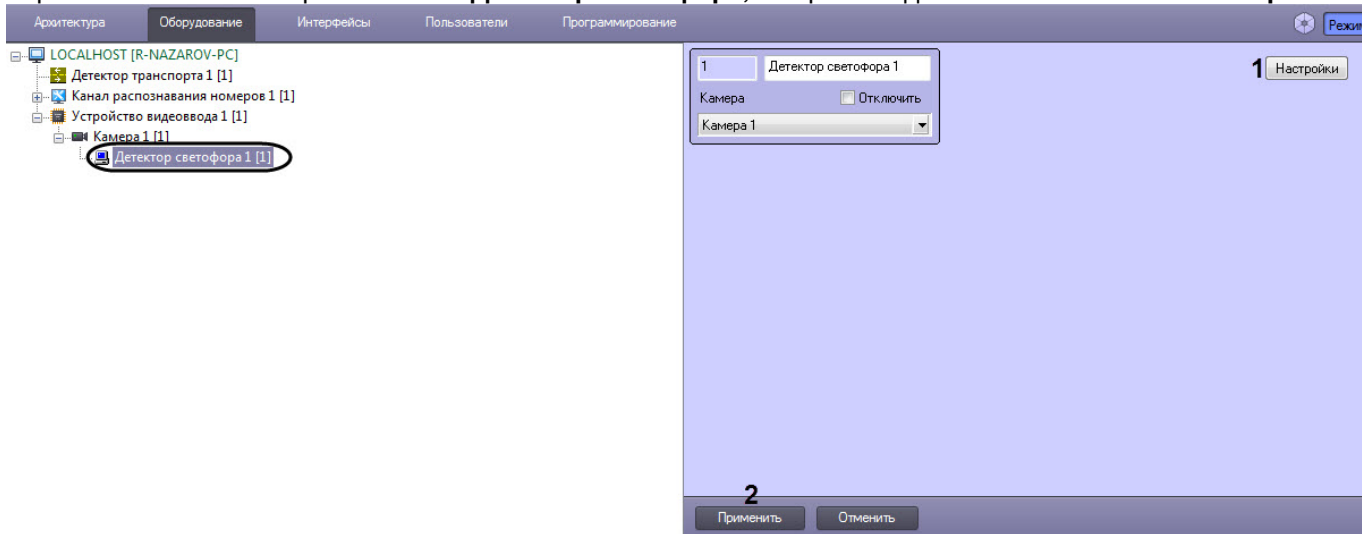 Архитектура Оборудование Интерфейсы Пользователи Программирование Режим
LOCALHOST [R-NAZAROV-PC]
Детектор транспорта 1 [1]
Канал распознавания номеров 1 [1]
Устройство видеоввода 1 [1]
Камера 1 [1]
Детектор светофора 1 [1]
1 Детектор светофора 1
Камера Отключить
Камера 1
1 Настройки
2
Применить Отменить